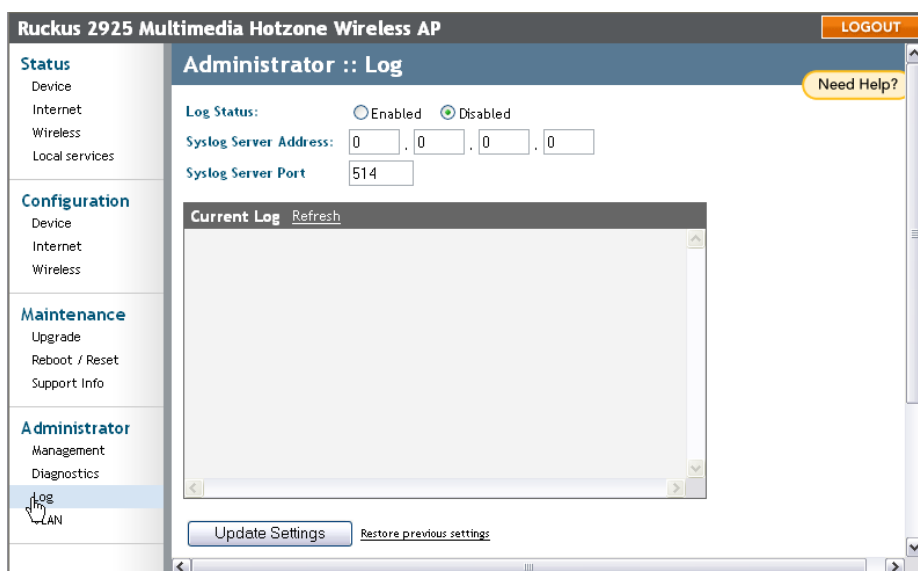 Ruckus 2925 Multimedia Hotzone Wireless AP
LOGOUT
Status
Device
Internet
Wireless
Local services
Configuration
Device
Internet
Wireless
Maintenance
Upgrade
Reboot / Reset
Support Info
Administrator
Management
Diagnostics
Log
VLAN
Administrator :: Log
Need Help?
Log Status: Enabled Disabled
Syslog Server Address: 0 . 0 . 0 . 0
Syslog Server Port 514
Current Log Refresh
Update Settings Restore previous settings